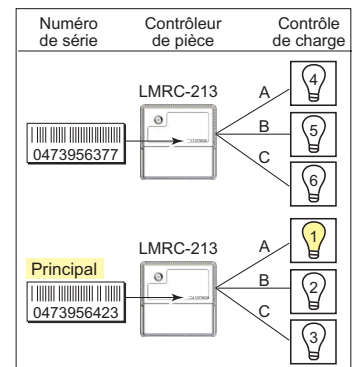 Numéro de série
Contrôleur de pièce
Contrôle de charge
LMRC-213
0473956377
A
B
C
4
5
6
LMRC-213
Principal
0473956423
A
B
C
1
2
3